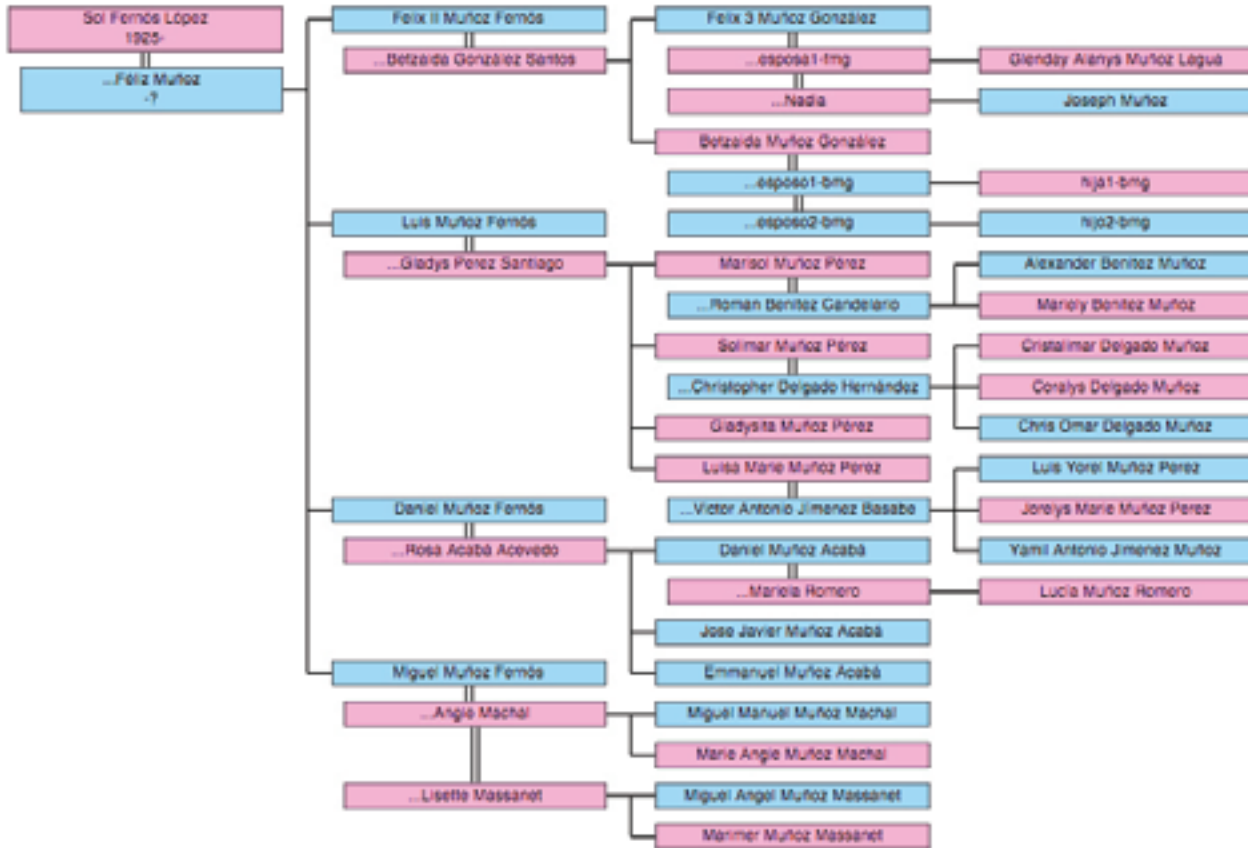 Sol Fernós López
1925-
...Féliz Muñoz
-?
Felix II Muñoz Fernós
...Betzaida González Santos
Felix 3 Muñoz González
...esposa1-fmg
Glenday Alanys Muñoz Lagua
...Nadia
Joseph Muñoz
Betzaida Muñoz González
...esposo1-bmg
hija1-bmg
...esposo2-bmg
hijo2-bmg
Luis Muñoz Fernós
...Gladys Perez Santiago
Marisol Muñoz Pérez
...Roman Benitez Candelario
Alexander Benitez Muñoz
Mariely Benitez Muñoz
Solimar Muñoz Pérez
...Christopher Delgado Hernández
Cristalimar Delgado Muñoz
Coralys Delgado Muñoz
Chris Omar Delgado Muñoz
Gladysita Muñoz Pérez
Luisa Marie Muñoz Perez
...Victor Antonio Jimenez Basabe
Luis Yorel Muñoz Perez
Jorelys Marie Muñoz Perez
Yamil Antonio Jimenez Muñoz
Daniel Muñoz Fernós
...Rosa Acabá Acevedo
Daniel Muñoz Acabá
...Mariela Romero
Lucía Muñoz Romero
Jose Javier Muñoz Acabá
Emmanuel Muñoz Acabá
Miguel Muñoz Fernós
...Angie Machal
Miguel Manuel Muñoz Machal
Marie Angie Muñoz Machal
...Lisette Massanet
Miguel Angel Muñoz Massanet
Marimer Muñoz Massanet